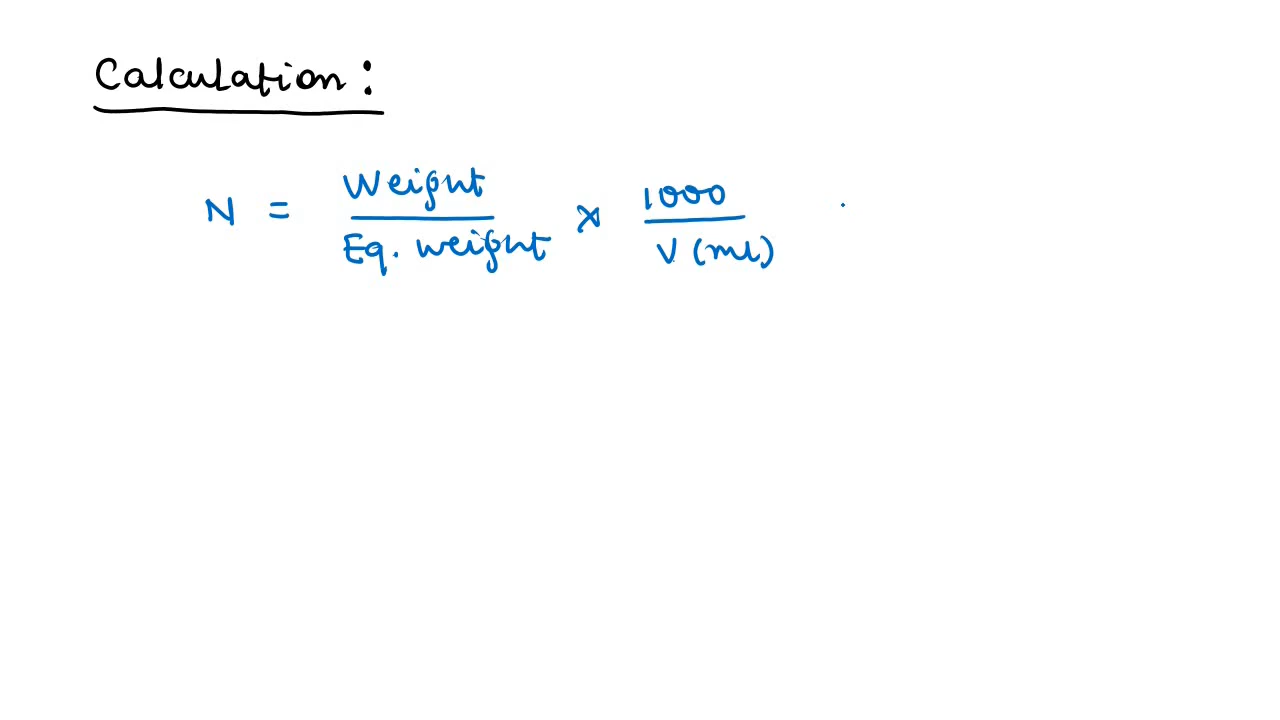 Calculation:
N = Weight / Eq. weight × 1000 / V (ml)